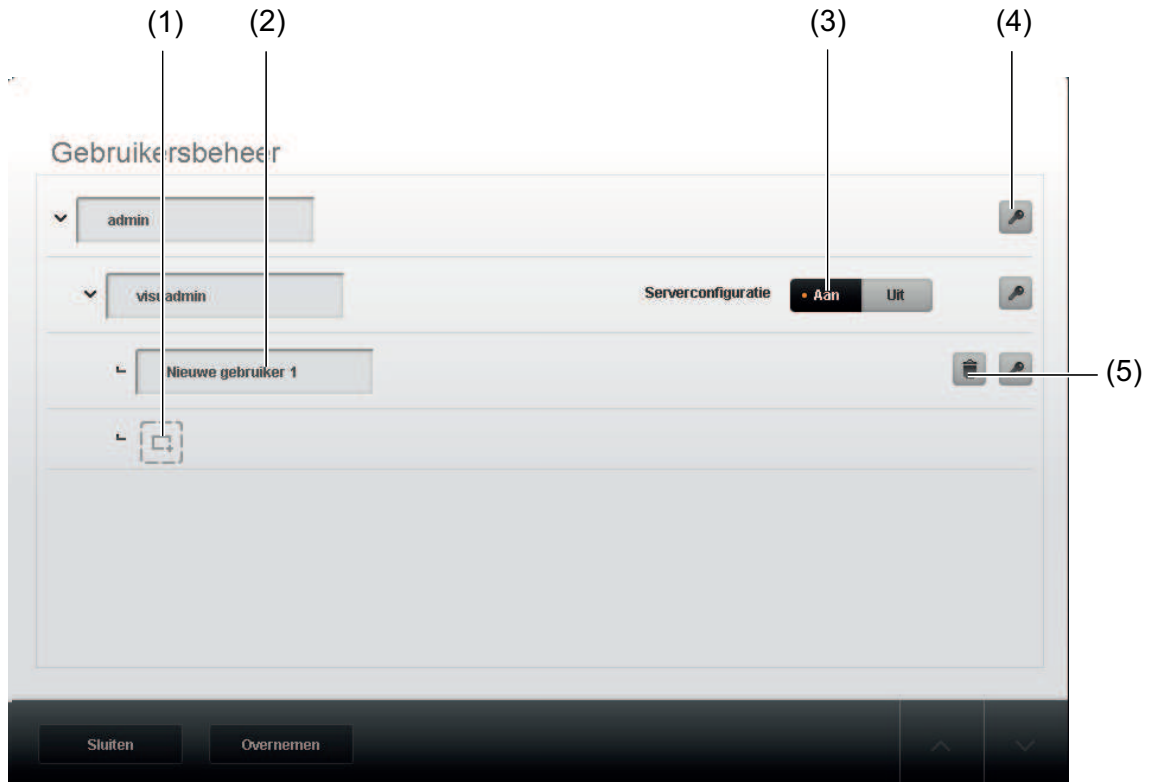 (1) (2) (3) (4)
Gebruikersbeheer
admin
visuadmin Serverconfiguratie • Aan Uit
Nieuwe gebruiker 1
(5)
Sluiten Overnemen